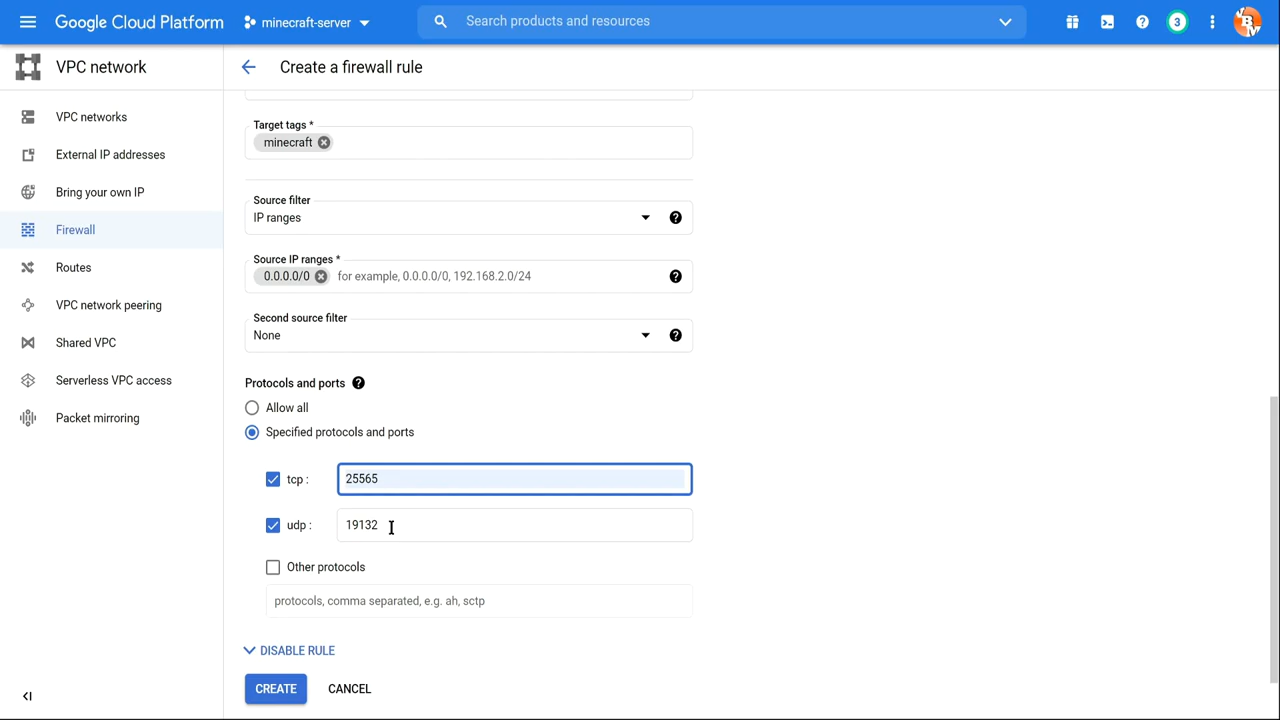 Google Cloud Platform
minecraft-server
Search products and resources
3
VPC network
Create a firewall rule
VPC networks
External IP addresses
Bring your own IP
Firewall
Routes
VPC network peering
Shared VPC
Serverless VPC access
Packet mirroring
Target tags *
minecraft
Source filter
IP ranges
Source IP ranges *
0.0.0.0/0 for example, 0.0.0.0/0, 192.168.2.0/24
Second source filter
None
Protocols and ports
Allow all
Specified protocols and ports
tcp : 25565
udp : 19132
Other protocols
protocols, comma separated, e.g. ah, sctp
DISABLE RULE
CREATE CANCEL